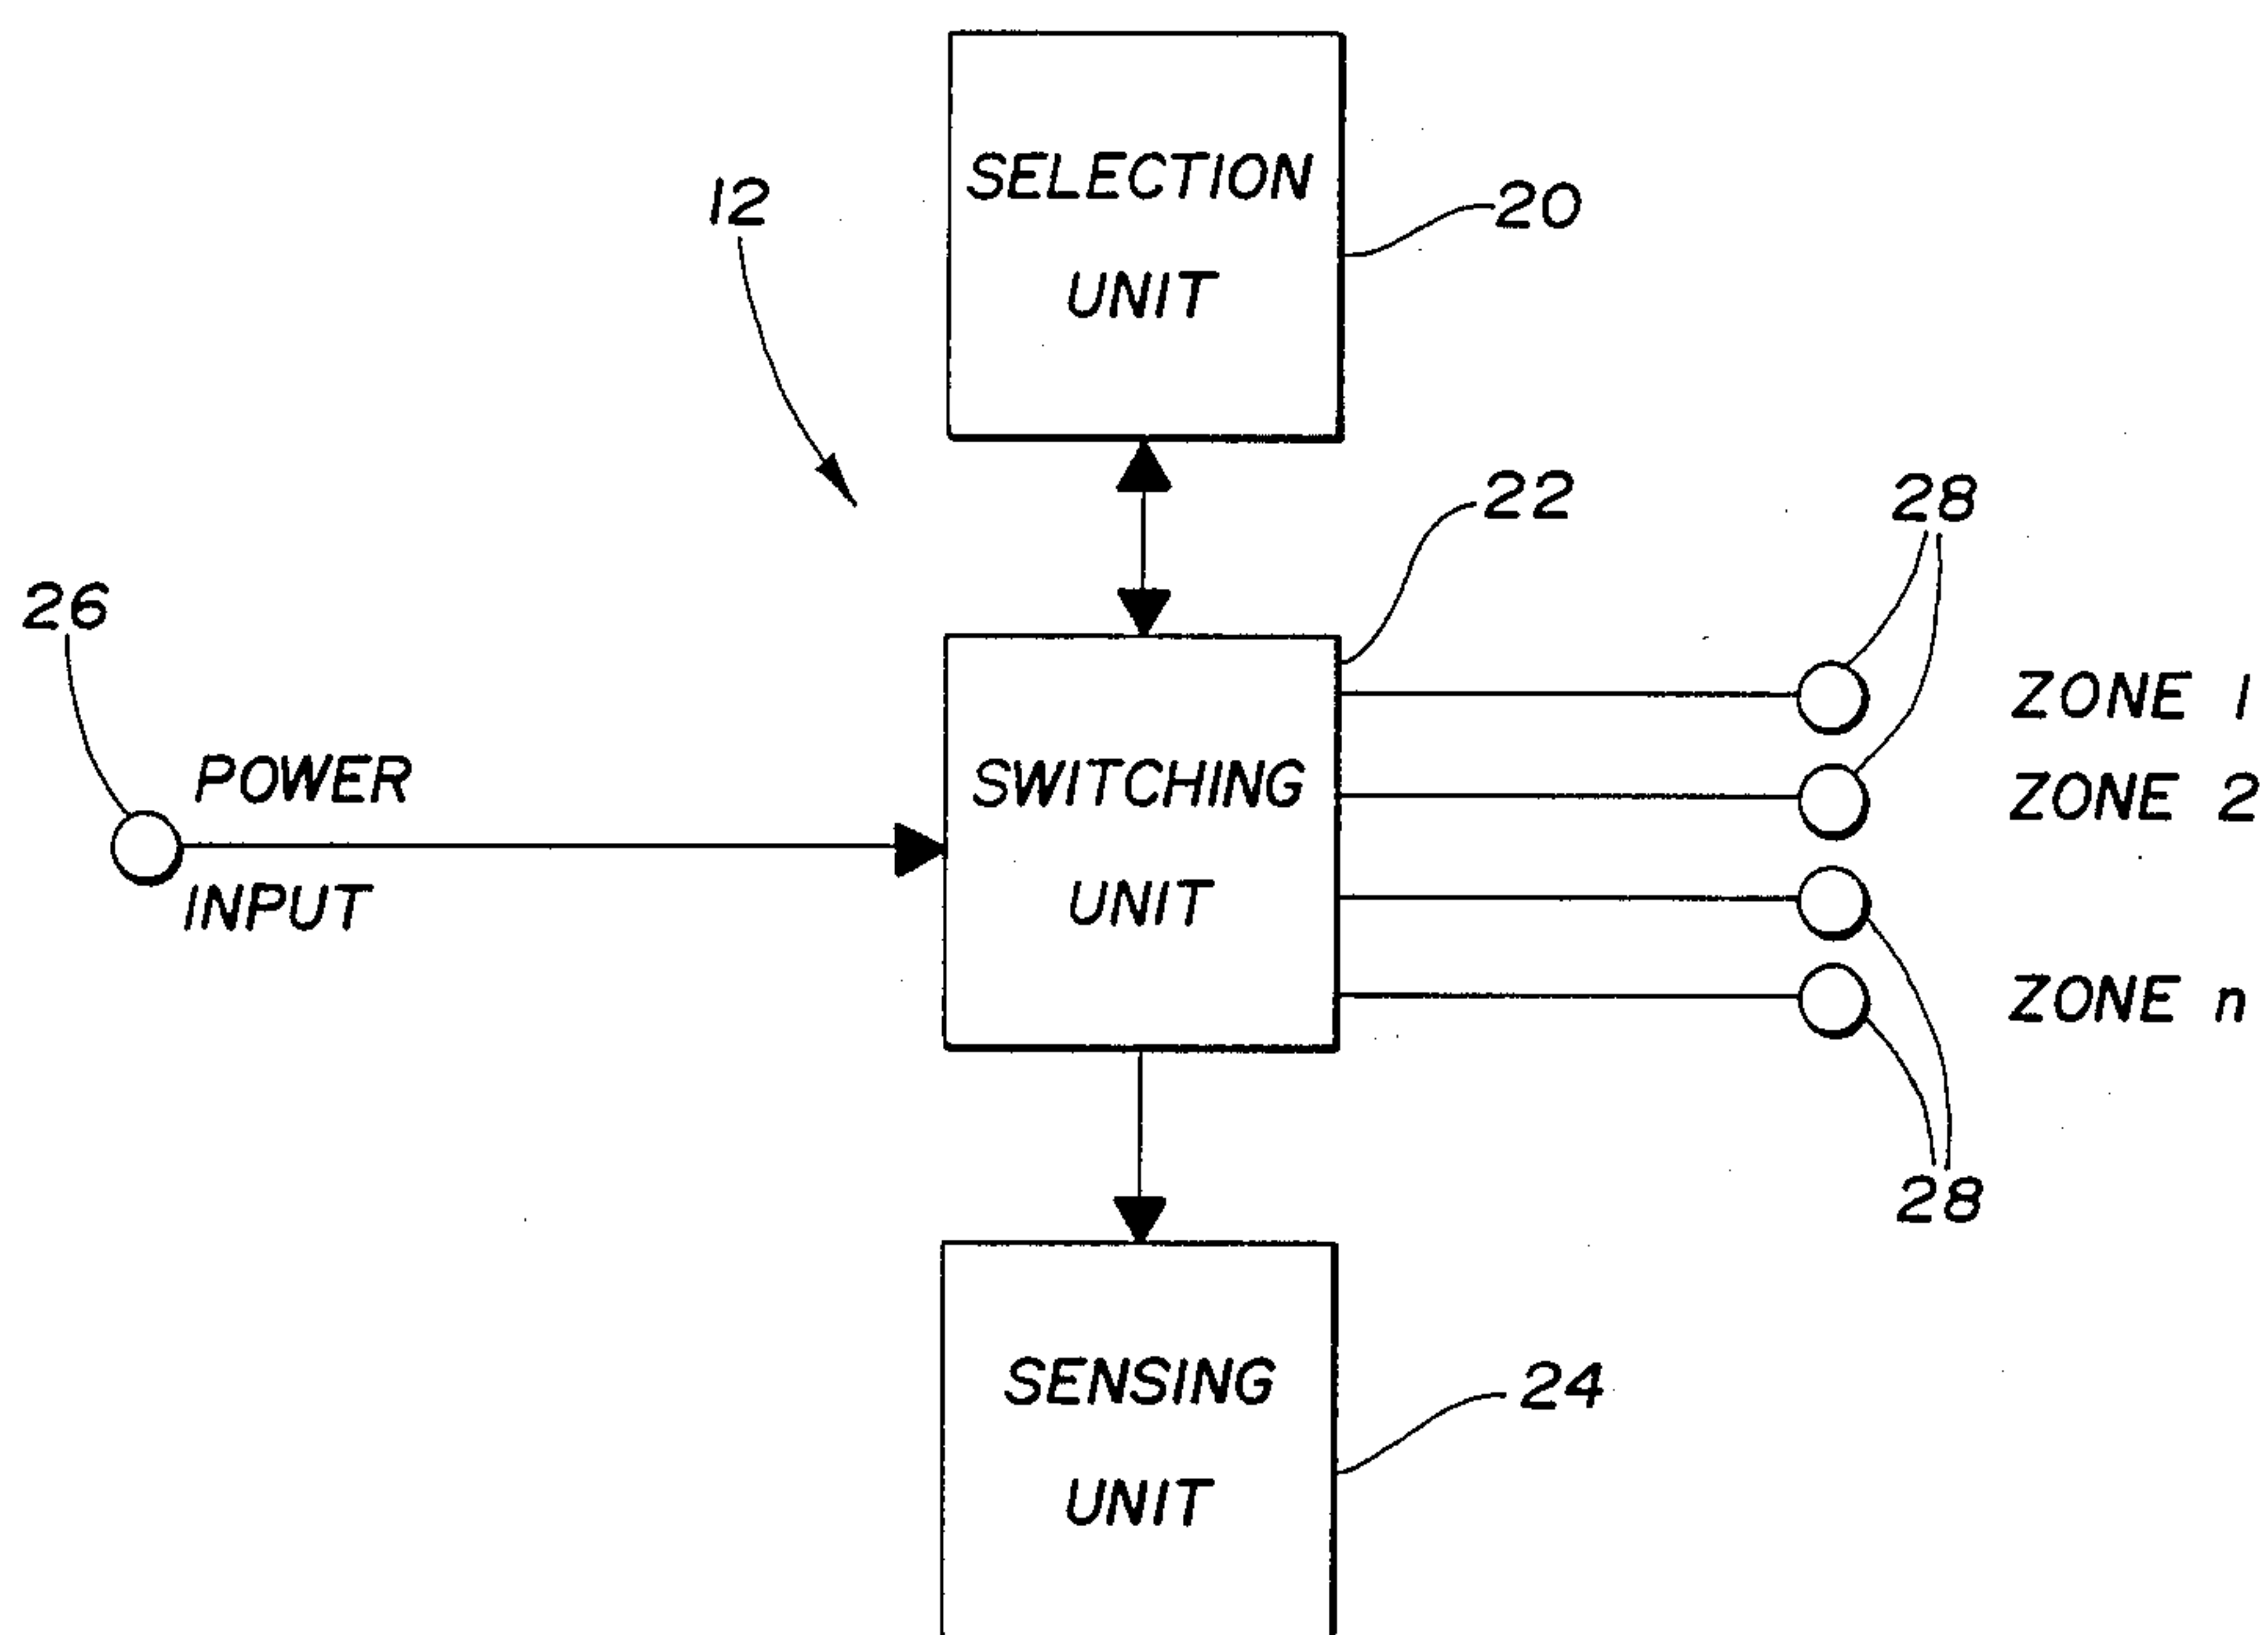 SELECTION
UNIT
12
20
22
28
26
POWER
INPUT
SWITCHING
UNIT
ZONE 1
ZONE 2
ZONE n
28
SENSING
UNIT
24